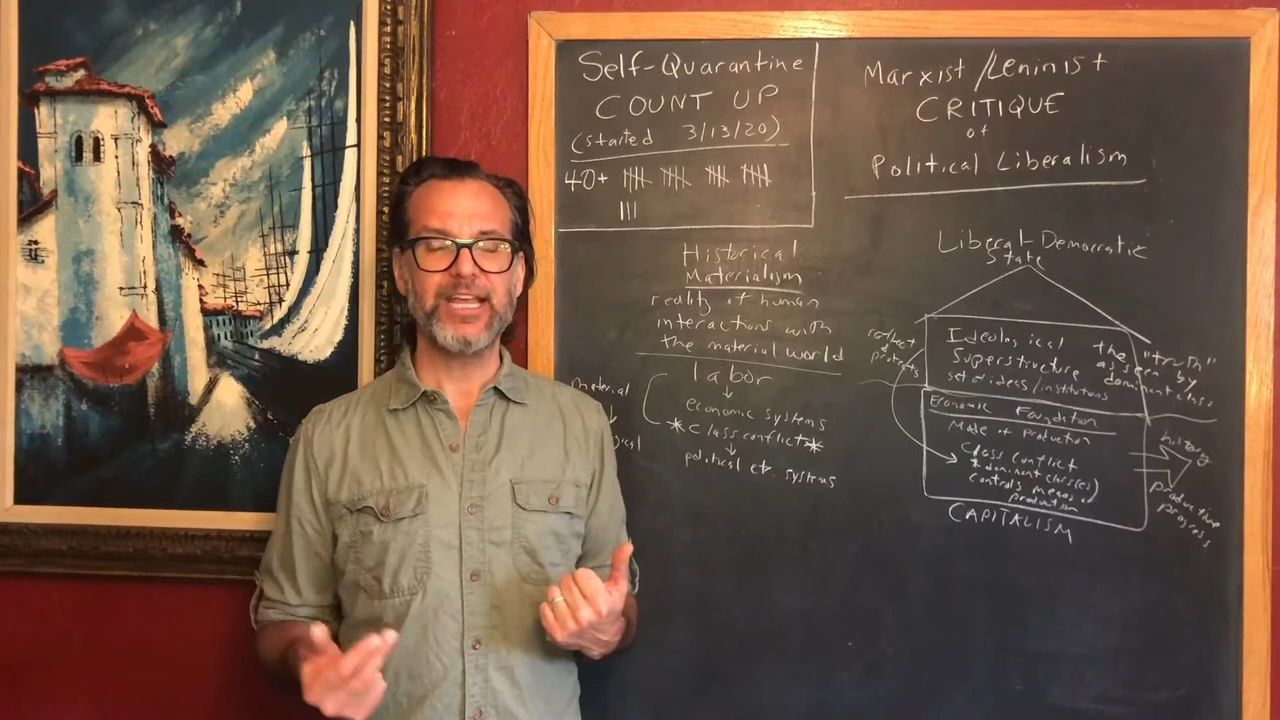 Self-Quarantine
COUNT UP
(started 3/13/20)
40+
Marxist/Leninist
CRITIQUE
of
Political Liberalism
Historical
Materialism
reality of human
interactions with
the material world
labor
economic systems
*Class conflict*
political etc. systems
material
ical
Liberal-Democratic
State
reflect
&
protects
Ideological
Superstructure
set of ideas/institutions
the "truth"
as seen by
dominant class.
Economic Foundation
Mode of Production
Class conflict
*dominant class(es)
controls means of
production
CAPITALISM
history
productive
progress